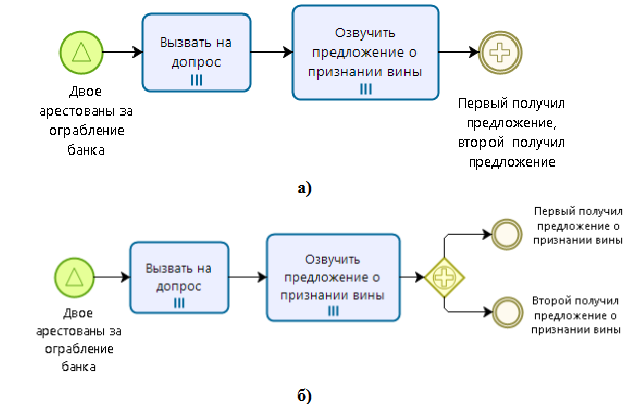 Вызвать на
допрос
Озвучить
предложение о
признании вины
Двое
арестованы за
ограбление
банка
Первый получил
предложение,
второй получил
предложение
а)
Вызвать на
допрос
Озвучить
предложение о
признании вины
Первый получил
предложение о
признании вины
Двое
арестованы за
ограбление
банка
Второй получил
предложение о
признании вины
б)